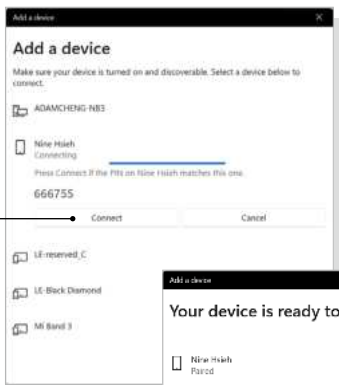 Add a device
Add a device
Make sure your device is turned on and discoverable. Select a device below to
connect.
ADAMCHENG-NB3
Nine Hsieh
Connecting
Press Connect if the PIN on Nine Hsieh matches this one.
666755
Connect Cancel
LE-reserved_C
LE-Black Diamond
Mi Band 3
Add a device
Your device is ready to
Nine Hsieh
Paired